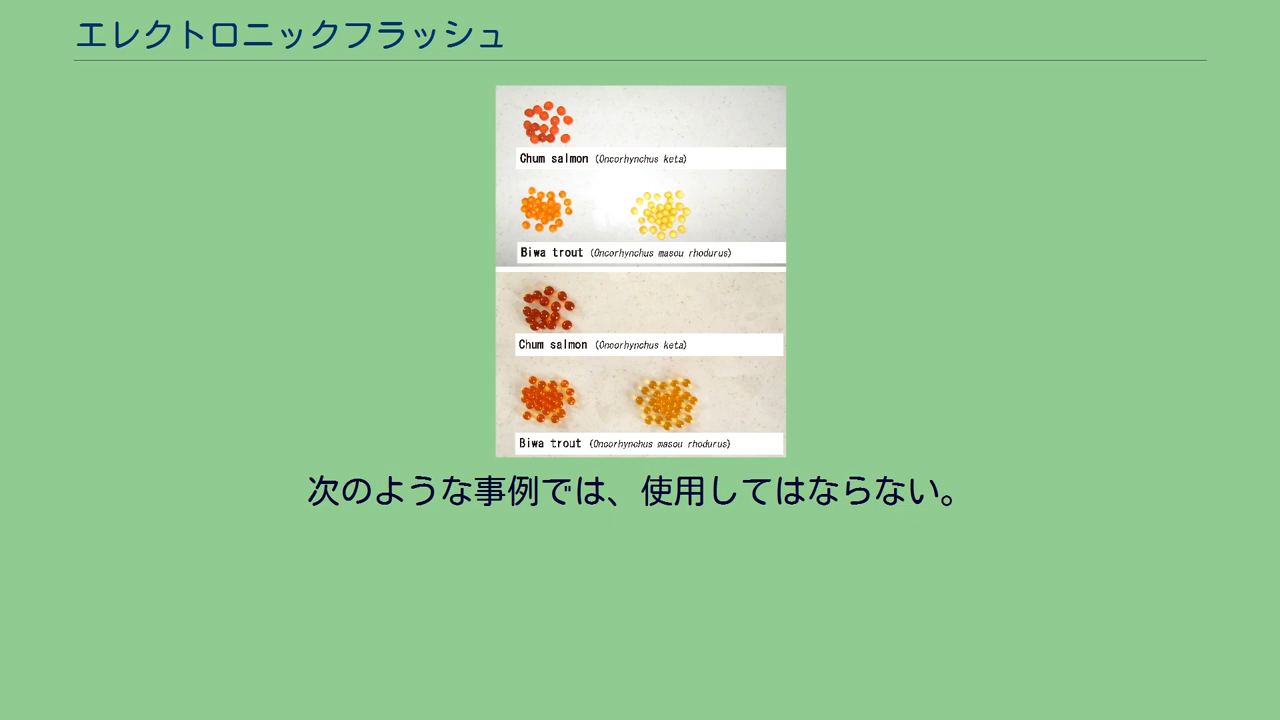 エレクトロニックフラッシュ
Chum salmon (Oncorhynchus keta)
Biwa trout (Oncorhynchus masou rhodurus)
Chum salmon (Oncorhynchus keta)
Biwa trout (Oncorhynchus masou rhodurus)
次のような事例では、使用してはならない。